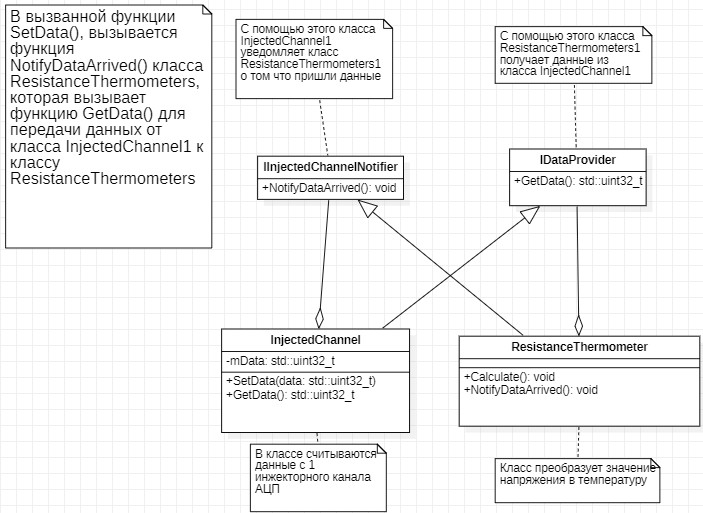 В вызванной функции
SetData(), вызывается
функция
NotifyDataArrived() класса
ResistanceThermometers,
которая вызывает
функцию GetData() для
передачи данных от
класса InjectedChannel1 к
классу
ResistanceThermometers
С помощью этого класса
InjectedChannel1
уведомляет класс
ResistanceThermometers1
о том что пришли данные
С помощью этого класса
ResistanceThermometers1
получает данные из
класса InjectedChannel1
IInjectedChannelNotifier
+NotifyDataArrived(): void
IDataProvider
+GetData(): std::uint32_t
InjectedChannel
-mData: std::uint32_t
+SetData(data: std::uint32_t)
+GetData(): std::uint32_t
ResistanceThermometer
+Calculate(): void
+NotifyDataArrived(): void
В классе считываются
данные с 1
инжекторного канала
АЦП
Класс преобразует значение
напряжения в температуру